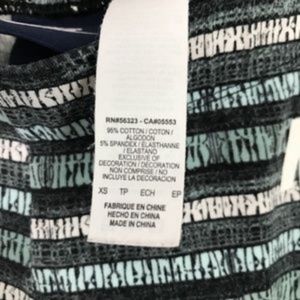 RN#56323 - CA#05553
95% COTTON / COTON /
ALGODON
5% SPANDEX / ELASTHANNE
/ ELASTANO
EXCLUSIVE OF
DECORATION / DÉCORATION
NON COMPRISE / NO
INCLUYE LA DECORACION
XS TP ECH EP
FABRIQUE EN CHINE
HECHO EN CHINA
MADE IN CHINA